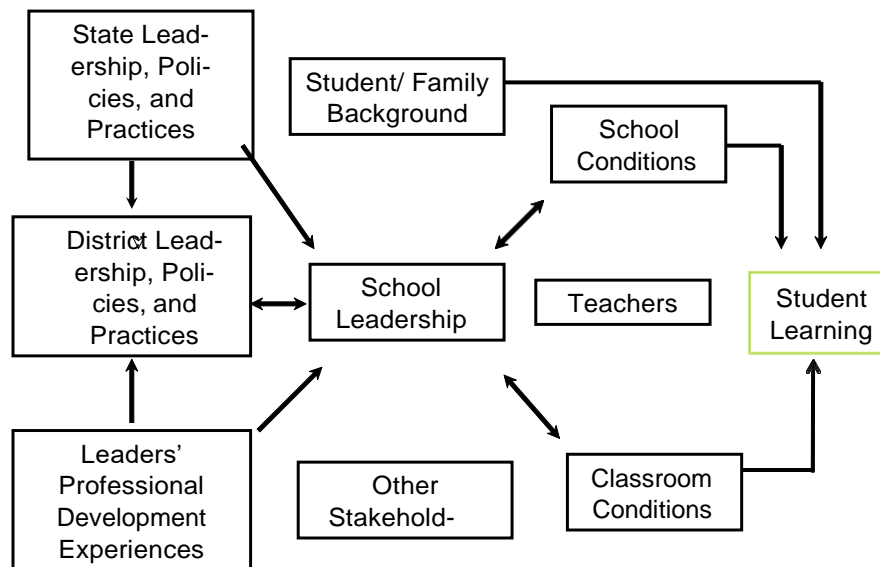 State Lead-
ership, Poli-
cies, and
Practices
Student/ Family
Background
School
Conditions
District Lead-
ership, Poli-
cies, and
Practices
School
Leadership
Teachers
Student
Learning
Leaders’
Professional
Development
Experiences
Other
Stakehold-
Classroom
Conditions